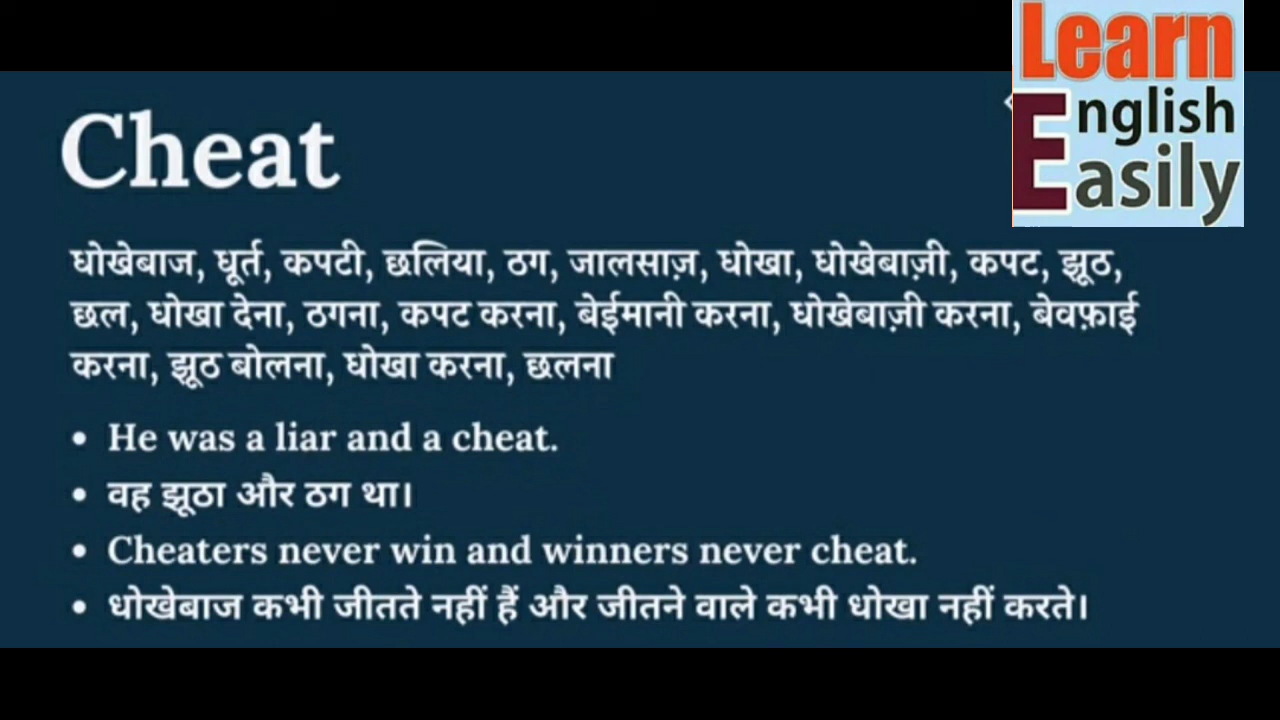 Learn
English
Easily
Cheat
धोखेबाज, धूर्त, कपटी, छलिया, ठग, जालसाज़, धोखा, धोखेबाज़ी, कपट, झूठ,
छल, धोखा देना, ठगना, कपट करना, बेईमानी करना, धोखेबाज़ी करना, बेवफ़ाई
करना, झूठ बोलना, धोखा करना, छलना
• He was a liar and a cheat.
• वह झूठा और ठग था।
• Cheaters never win and winners never cheat.
• धोखेबाज कभी जीतते नहीं हैं और जीतने वाले कभी धोखा नहीं करते।